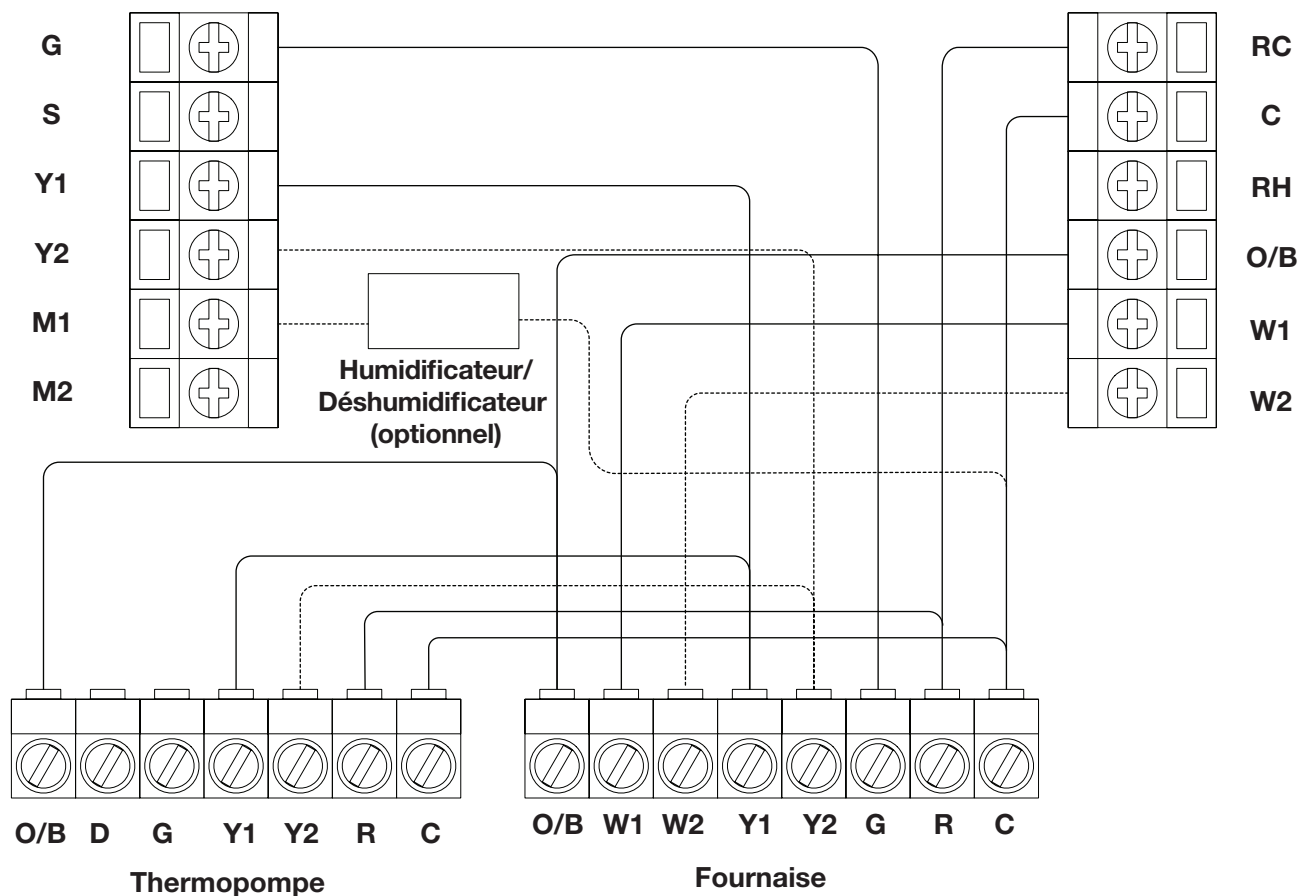 G
S
Y1
Y2
M1
M2
RC
C
RH
O/B
W1
W2
Humidificateur/
Déshumidificateur
(optionnel)
O/B D G Y1 Y2 R C
Thermopompe
O/B W1 W2 Y1 Y2 G R C
Fournaise